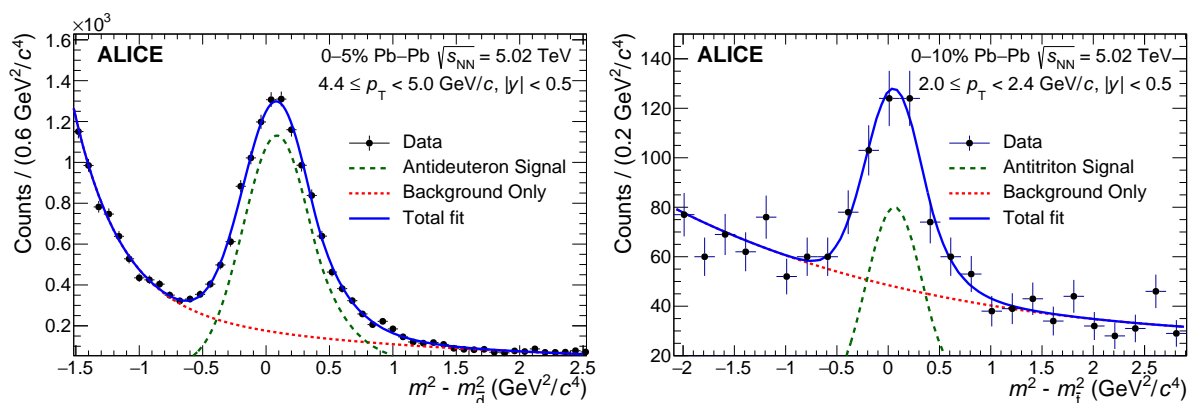 ×10³
1.6
1.4
1.2
1
0.8
0.6
0.4
0.2
Counts / (0.6 GeV²/c⁴)
ALICE
0–5% Pb–Pb √sNN = 5.02 TeV
4.4 ≤ pT < 5.0 GeV/c, |y| < 0.5
Data
Antideuteron Signal
Background Only
Total fit
−1.5 −1 −0.5 0 0.5 1 1.5 2 2.5
m² - m²d̄ (GeV²/c⁴)
140
120
100
80
60
40
20
Counts / (0.2 GeV²/c⁴)
ALICE
0–10% Pb–Pb √sNN = 5.02 TeV
2.0 ≤ pT < 2.4 GeV/c, |y| < 0.5
Data
Antitriton Signal
Background Only
Total fit
−2 −1.5 −1 −0.5 0 0.5 1 1.5 2 2.5
m² - m²t̄ (GeV²/c⁴)